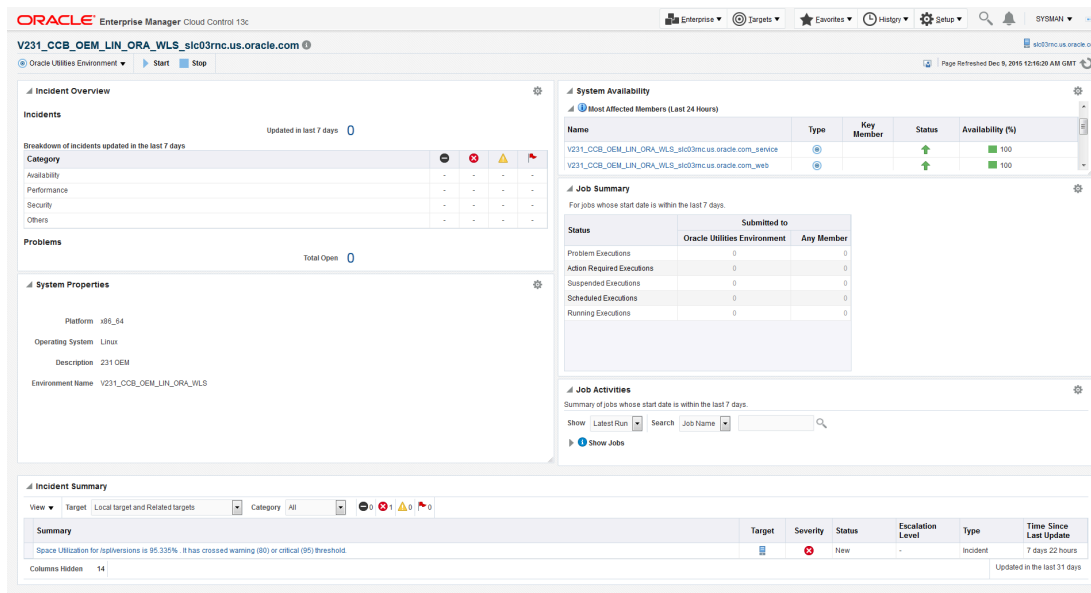 ORACLE Enterprise Manager Cloud Control 13c
Enterprise Targets Favorites History Setup SYSMAN
V231_CCB_OEM_LIN_ORA_WLS_slc03rnc.us.oracle.com
slc03rnc.us.oracle.c
Oracle Utilities Environment Start Stop
Page Refreshed Dec 9, 2015 12:16:20 AM GMT
Incident Overview
Incidents
Updated in last 7 days 0
Breakdown of incidents updated in the last 7 days
Category
Availability - - - -
Performance - - - -
Security - - - -
Others - - - -
Problems
Total Open 0
System Properties
Platform x86_64
Operating System Linux
Description 231 OEM
Environment Name V231_CCB_OEM_LIN_ORA_WLS
System Availability
Most Affected Members (Last 24 Hours)
Name Type Key Member Status Availability (%)
V231_CCB_OEM_LIN_ORA_WLS_slc03rnc.us.oracle.com_service 100
V231_CCB_OEM_LIN_ORA_WLS_slc03rnc.us.oracle.com_web 100
Job Summary
For jobs whose start date is within the last 7 days.
Status Submitted to
Oracle Utilities Environment Any Member
Problem Executions 0 0
Action Required Executions 0 0
Suspended Executions 0 0
Scheduled Executions 0 0
Running Executions 0 0
Job Activities
Summary of jobs whose start date is within the last 7 days.
Show Latest Run Search Job Name
Show Jobs
Incident Summary
View Target Local target and Related targets Category All 0 1 0 0
Summary Target Severity Status Escalation Level Type Time Since Last Update
Space Utilization for /spl/versions is 95.335% . It has crossed warning (80) or critical (95) threshold. New - Incident 7 days 22 hours
Columns Hidden 14 Updated in the last 31 days